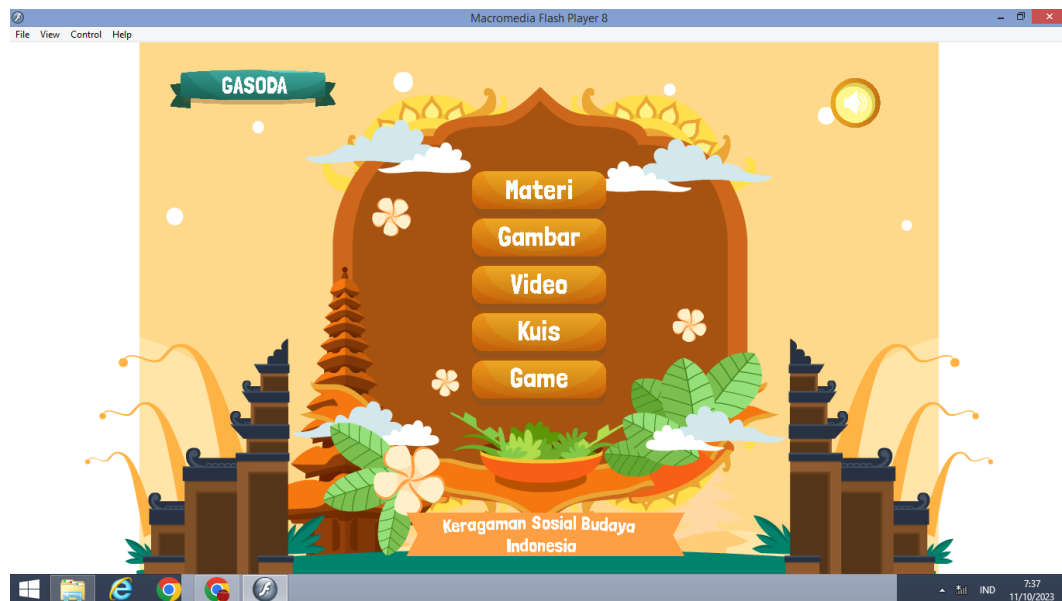 Macromedia Flash Player 8
File View Control Help
GASODA
Materi
Gambar
Video
Kuis
Game
Keragaman Sosial Budaya
Indonesia
IND
7:37
11/10/2023